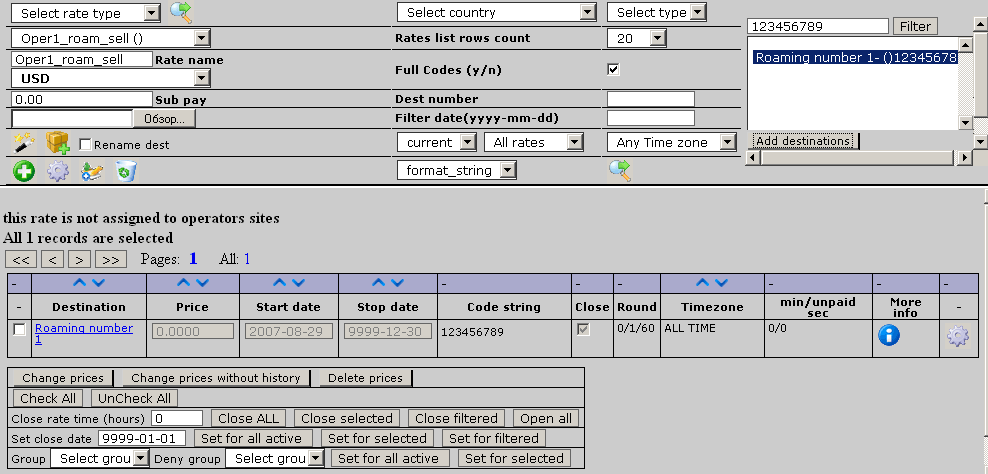 Select rate type Select country Select type 123456789 Filter
Oper1_roam_sell () Rates list rows count 20
Roaming number 1- ()12345678
Oper1_roam_sell Rate name
USD Full Codes (y/n)
0.00 Sub pay Dest number
Обзор... Filter date(yyyy-mm-dd)
Rename dest current All rates Any Time zone Add destinations
format_string
this rate is not assigned to operators sites
All 1 records are selected
<< < > >> Pages: 1 All: 1
- - - - - -
- Destination Price Start date Stop date Code string Close Round Timezone min/unpaid sec More info -
Roaming number 1 0.0000 2007-08-29 9999-12-30 123456789 0/1/60 ALL TIME 0/0
Change prices Change prices without history Delete prices
Check All UnCheck All
Close rate time (hours) 0 Close ALL Close selected Close filtered Open all
Set close date 9999-01-01 Set for all active Set for selected Set for filtered
Group Select grou Deny group Select grou Set for all active Set for selected